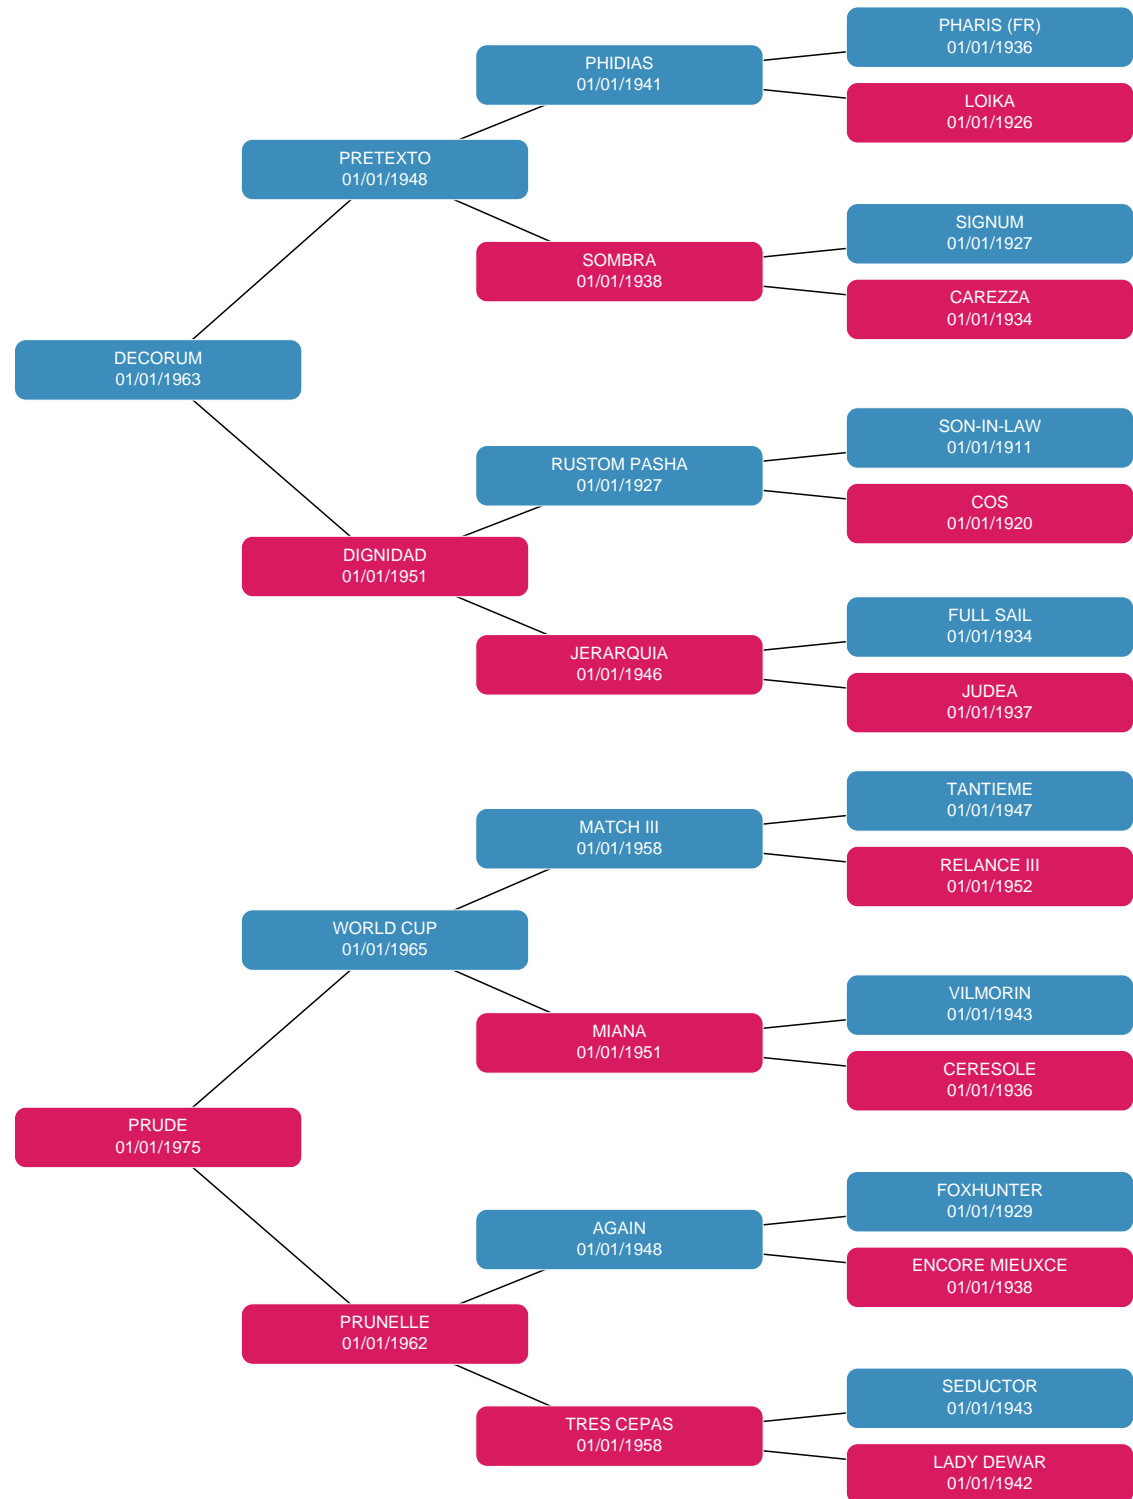 PHARIS (FR)
01/01/1936
PHIDIAS
01/01/1941
LOIKA
01/01/1926
PRETEXTO
01/01/1948
SIGNUM
01/01/1927
SOMBRA
01/01/1938
CAREZZA
01/01/1934
DECORUM
01/01/1963
SON-IN-LAW
01/01/1911
RUSTOM PASHA
01/01/1927
COS
01/01/1920
DIGNIDAD
01/01/1951
FULL SAIL
01/01/1934
JERARQUIA
01/01/1946
JUDEA
01/01/1937
TANTIEME
01/01/1947
MATCH III
01/01/1958
RELANCE III
01/01/1952
WORLD CUP
01/01/1965
VILMORIN
01/01/1943
MIANA
01/01/1951
CERESOLE
01/01/1936
PRUDE
01/01/1975
FOXHUNTER
01/01/1929
AGAIN
01/01/1948
ENCORE MIEUXCE
01/01/1938
PRUNELLE
01/01/1962
SEDUCTOR
01/01/1943
TRES CEPAS
01/01/1958
LADY DEWAR
01/01/1942